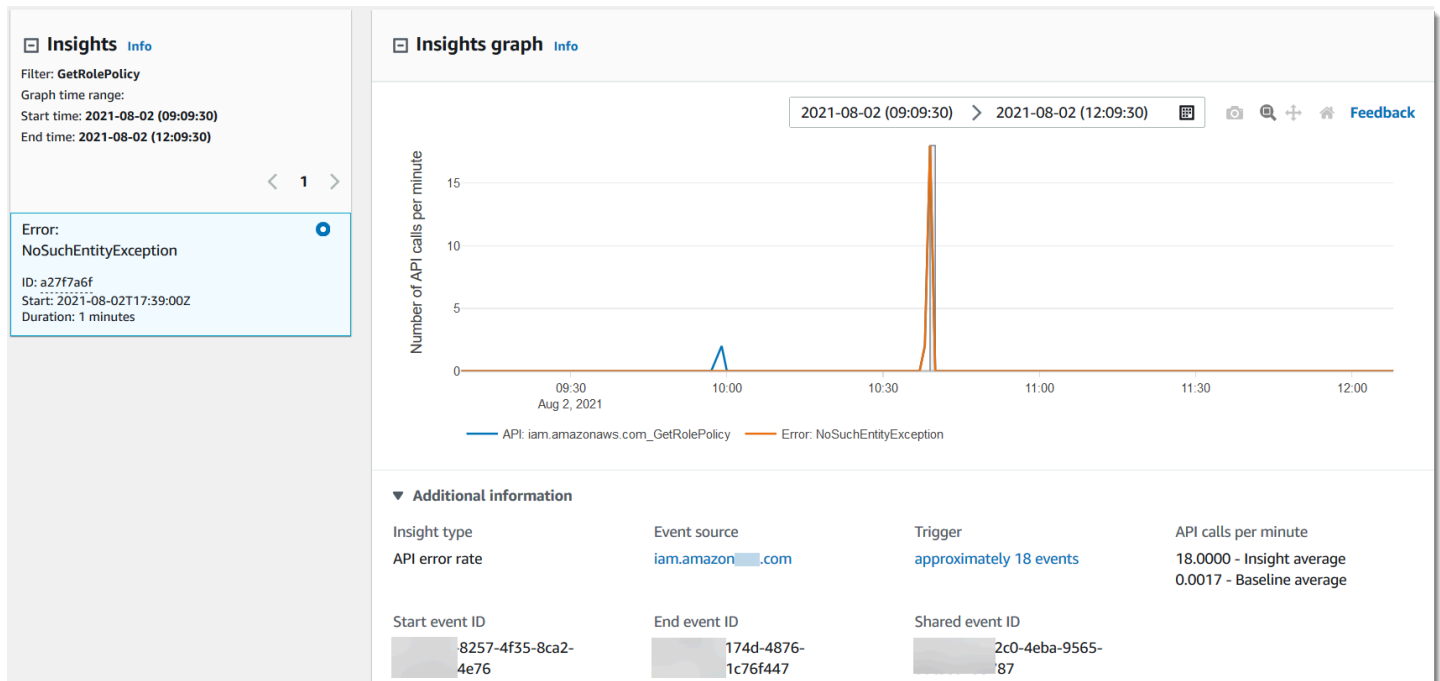 Insights Info
Filter: GetRolePolicy
Graph time range:
Start time: 2021-08-02 (09:09:30)
End time: 2021-08-02 (12:09:30)
1
Error:
NoSuchEntityException
ID: a27f7a6f
Start: 2021-08-02T17:39:00Z
Duration: 1 minutes
Insights graph Info
2021-08-02 (09:09:30) 2021-08-02 (12:09:30) Feedback
Number of API calls per minute
15
10
5
0
09:30 10:00 10:30 11:00 11:30 12:00
Aug 2, 2021
API: iam.amazonaws.com_GetRolePolicy Error: NoSuchEntityException
Additional information
Insight type Event source Trigger API calls per minute
API error rate iam.amazon .com approximately 18 events 18.0000 - Insight average
0.0017 - Baseline average
Start event ID End event ID Shared event ID
-8257-4f35-8ca2- 174d-4876- 2c0-4eba-9565-
4e76 1c76f447 87